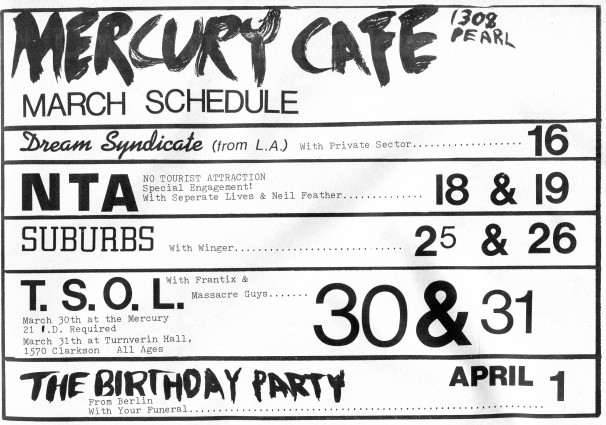 MERCURY CAFE 1308 PEARL
MARCH SCHEDULE
Dream Syndicate (from L.A.) With Private Sector.................. 16
NTA NO TOURIST ATTRACTION
Special Engagement!
With Seperate Lives & Neil Feather............. 18 & 19
SUBURBS With Winger........................... 25 & 26
T. S. O. L. With Frantix &
Massacre Guys....... 30 & 31
March 30th at the Mercury
21 I.D. Required
March 31th at Turnverin Hall,
1570 Clarkson All Ages
THE BIRTHDAY PARTY APRIL 1
From Berlin
With Your Funeral.........................................................